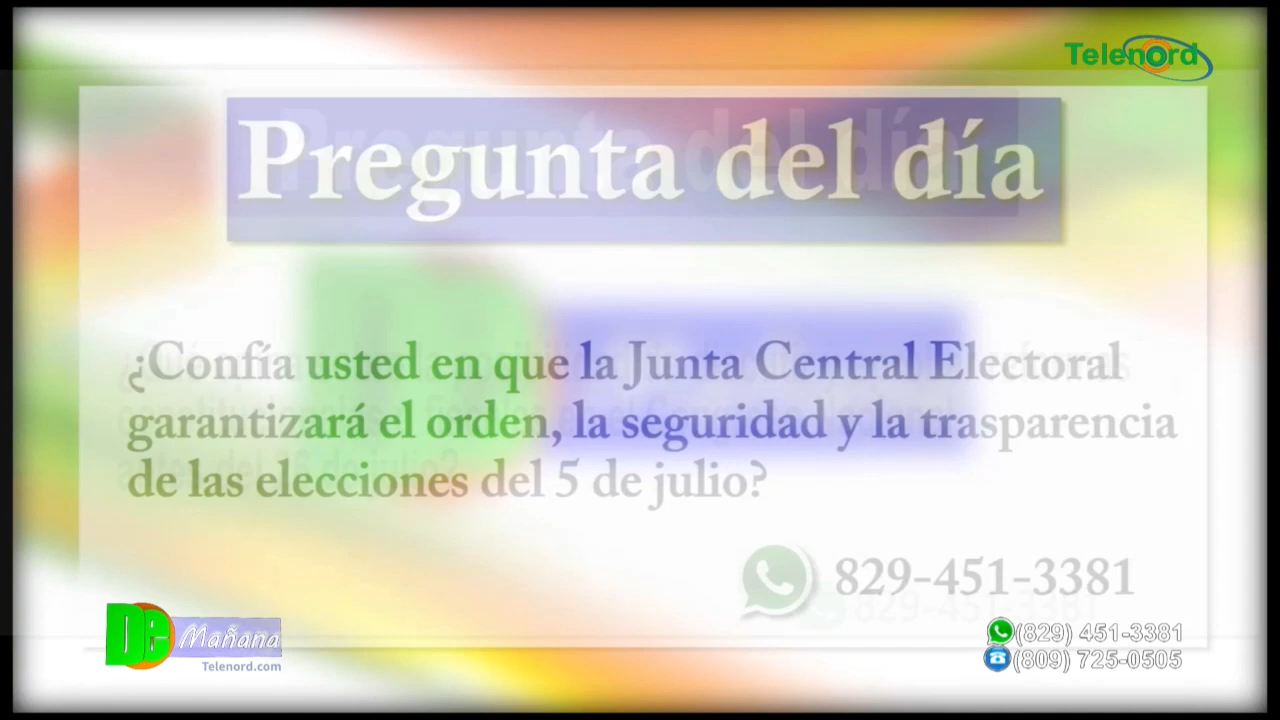 Telenord
Pregunta del día
¿Confía usted en que la Junta Central Electoral
garantizará el orden, la seguridad y la trasparencia
de las elecciones del 5 de julio?
829-451-3381
De Mañana
Telenord.com
(829) 451-3381
(809) 725-0505